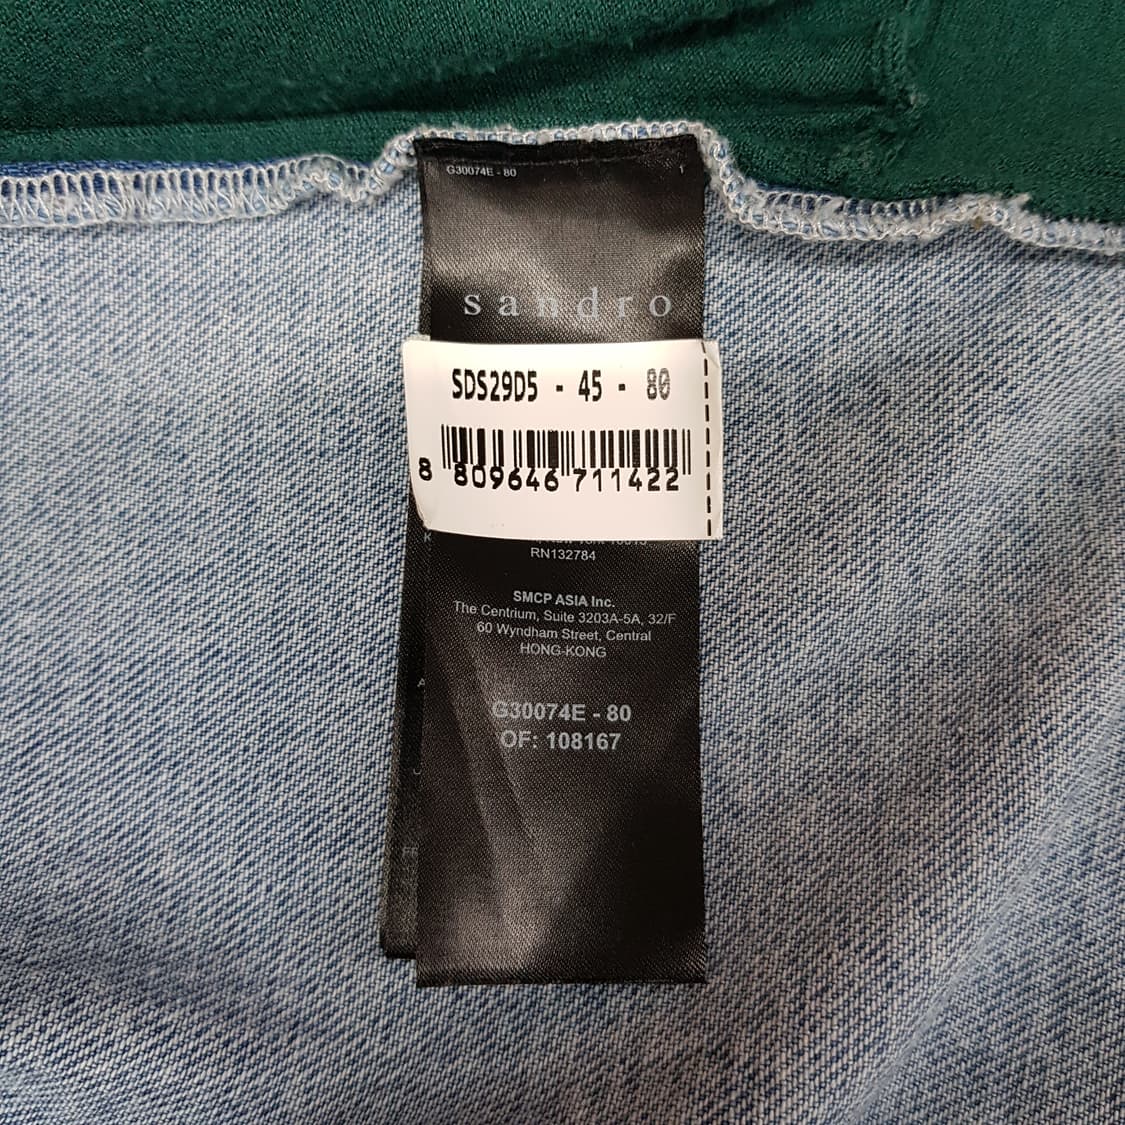 G30074E - 80 1
sandro
SDS29D5 - 45 - 80
8 809646 711422
RN132784
SMCP ASIA Inc.
The Centrium, Suite 3203A-5A, 32/F
60 Wyndham Street, Central
HONG-KONG
G30074E - 80
OF: 108167